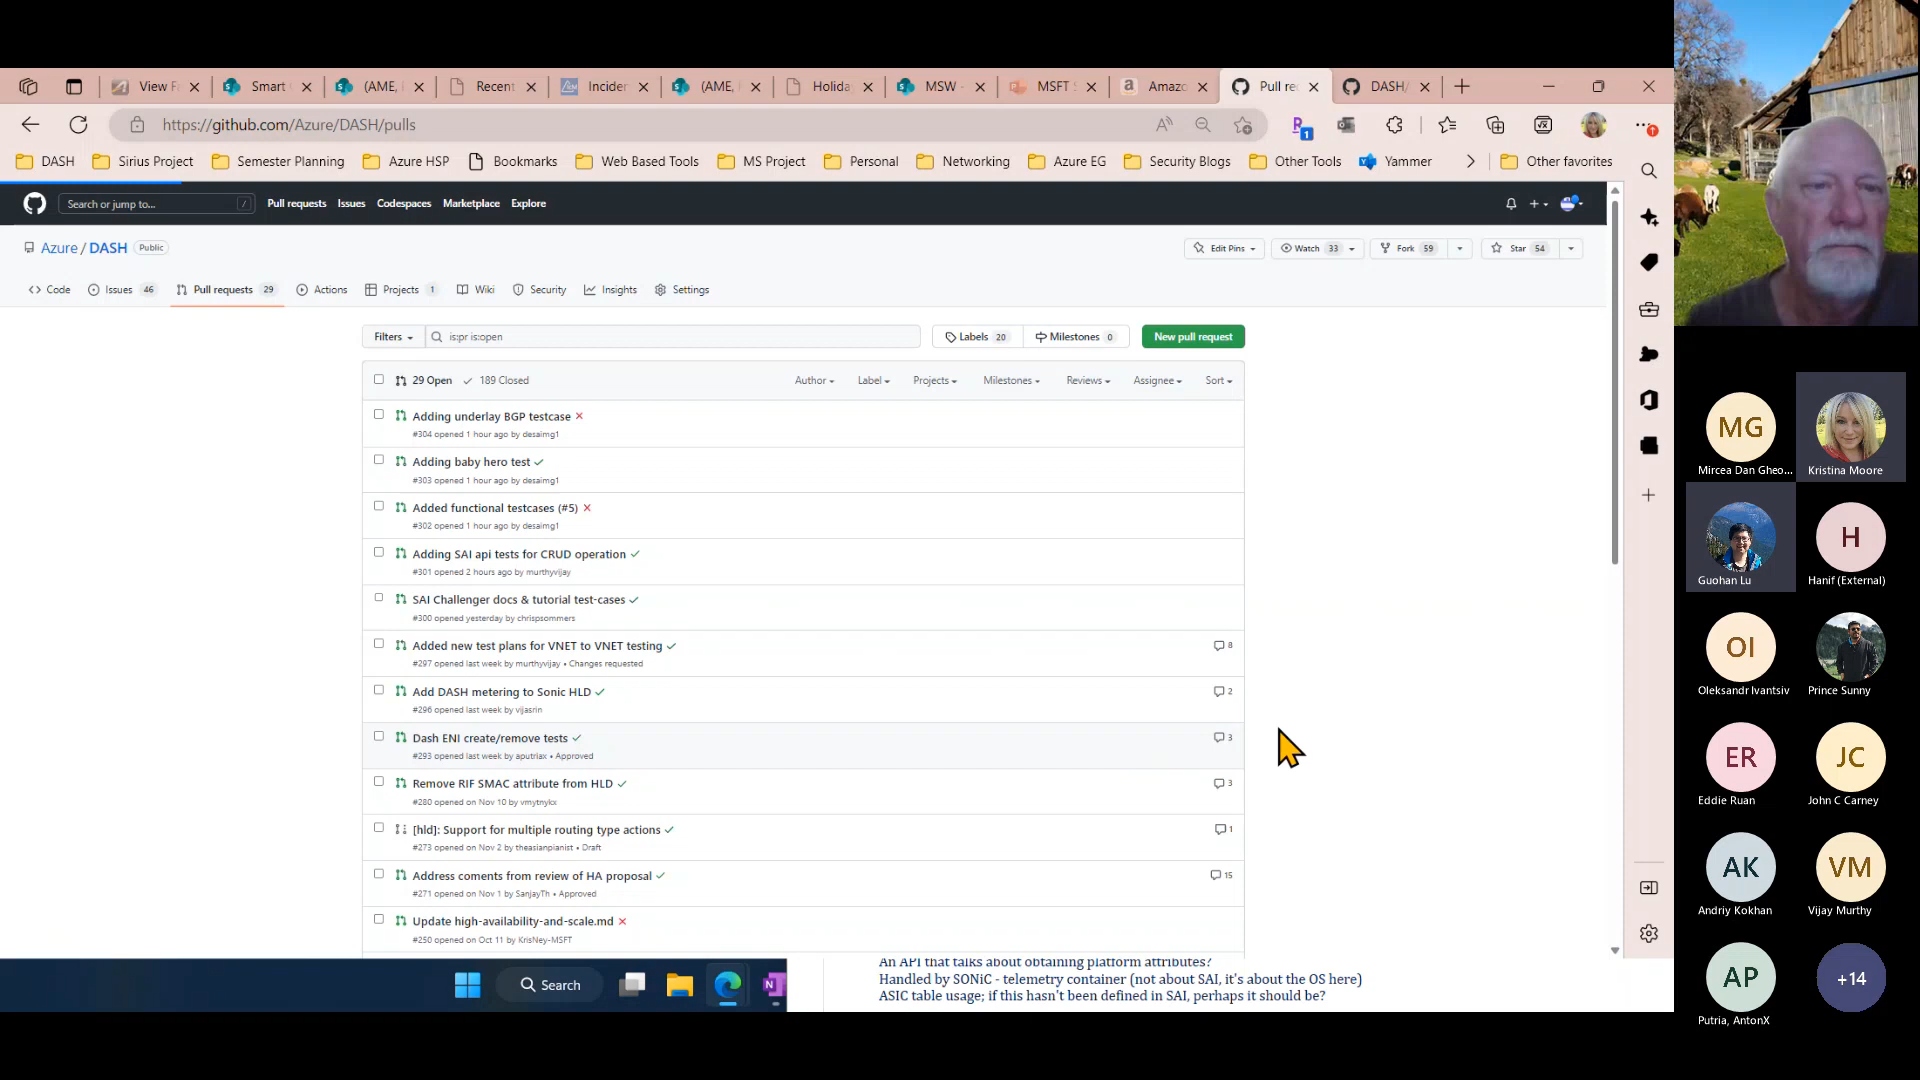 View F
Smart
(AME,
Recent
Incider
(AME,
Holida
MSW -
MSFT
Amazo
Pull re
DASH/
https://github.com/Azure/DASH/pulls
1
DASH
Sirius Project
Semester Planning
Azure HSP
Bookmarks
Web Based Tools
MS Project
Personal
Networking
Azure EG
Security Blogs
Other Tools
Yammer
Other favorites
Search or jump to...
/
Pull requests
Issues
Codespaces
Marketplace
Explore
Azure / DASH
Public
Edit Pins
Watch 33
Fork 59
Star 54
Code
Issues 46
Pull requests 29
Actions
Projects 1
Wiki
Security
Insights
Settings
Filters
is:pr is:open
Labels 20
Milestones 0
New pull request
29 Open
189 Closed
Author
Label
Projects
Milestones
Reviews
Assignee
Sort
Adding underlay BGP testcase
#304 opened 1 hour ago by desaimg1
Adding baby hero test
#303 opened 1 hour ago by desaimg1
Added functional testcases (#5)
#302 opened 1 hour ago by desaimg1
Adding SAI api tests for CRUD operation
#301 opened 2 hours ago by murthyvijay
SAI Challenger docs & tutorial test-cases
#300 opened yesterday by chrispsommers
Added new test plans for VNET to VNET testing
8
#297 opened last week by murthyvijay • Changes requested
Add DASH metering to Sonic HLD
2
#296 opened last week by vijasrin
Dash ENI create/remove tests
3
#293 opened last week by aputriax • Approved
Remove RIF SMAC attribute from HLD
3
#280 opened on Nov 10 by vmytnykx
[hld]: Support for multiple routing type actions
1
#273 opened on Nov 2 by theasianpianist • Draft
Address coments from review of HA proposal
15
#271 opened on Nov 1 by SanjayTh • Approved
Update high-availability-and-scale.md
#250 opened on Oct 11 by KrisNey-MSFT
Search
An API that talks about obtaining platform attributes?
Handled by SONiC - telemetry container (not about SAI, it's about the OS here)
ASIC table usage; if this hasn't been defined in SAI, perhaps it should be?
MG
Mircea Dan Gheo...
Kristina Moore
Guohan Lu
H
Hanif (External)
OI
Oleksandr Ivantsiv
Prince Sunny
ER
Eddie Ruan
JC
John C Carney
AK
Andriy Kokhan
VM
Vijay Murthy
AP
Putria, AntonX
+14